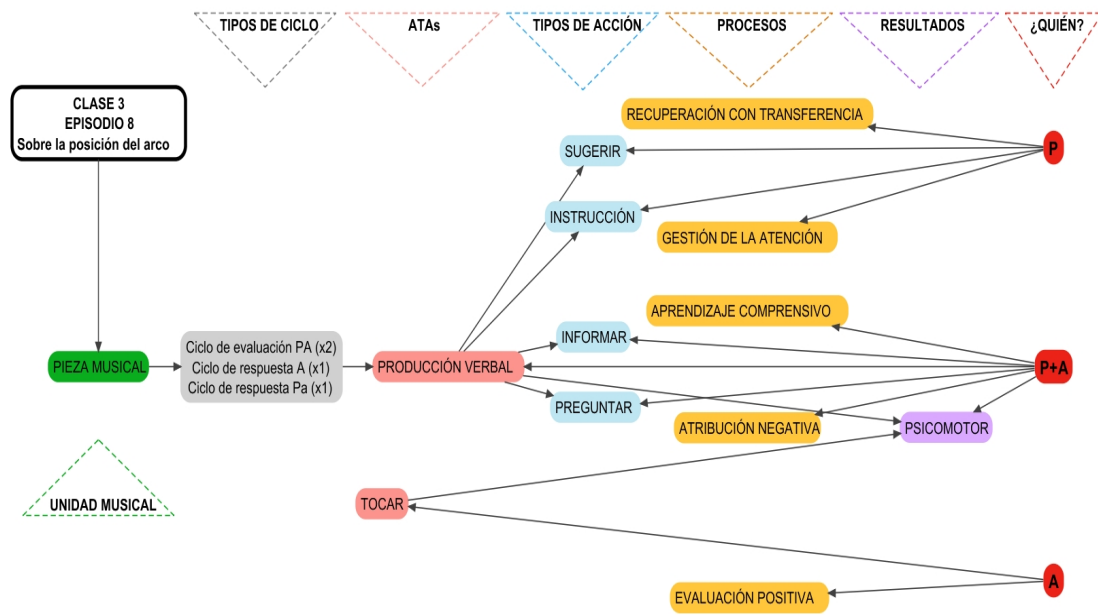 TIPOS DE CICLO
ATAs
TIPOS DE ACCIÓN
PROCESOS
RESULTADOS
¿QUIÉN?
CLASE 3
EPISODIO 8
Sobre la posición del arco
RECUPERACIÓN CON TRANSFERENCIA
SUGERIR
P
INSTRUCCIÓN
GESTIÓN DE LA ATENCIÓN
APRENDIZAJE COMPRENSIVO
INFORMAR
Ciclo de evaluación PA (x2)
Ciclo de respuesta A (x1)
Ciclo de respuesta Pa (x1)
PIEZA MUSICAL
PRODUCCIÓN VERBAL
P+A
PREGUNTAR
ATRIBUCIÓN NEGATIVA
PSICOMOTOR
UNIDAD MUSICAL
TOCAR
A
EVALUACIÓN POSITIVA